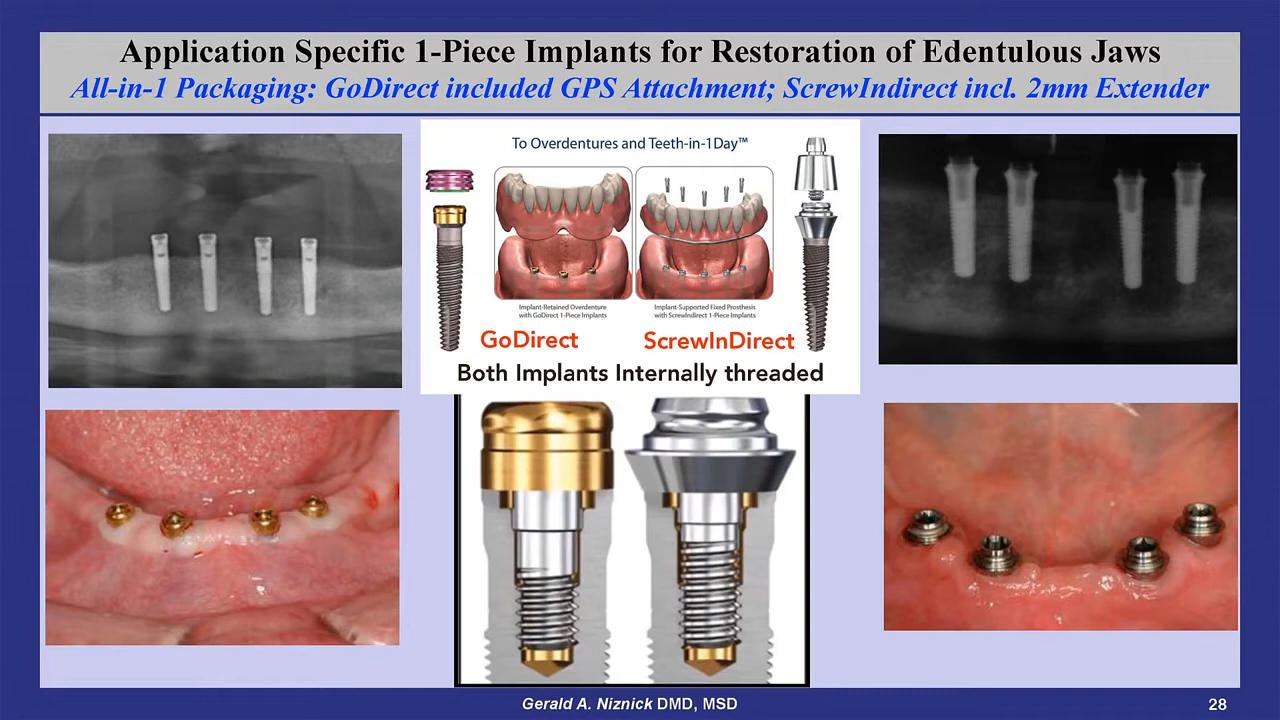 Application Specific 1-Piece Implants for Restoration of Edentulous Jaws
All-in-1 Packaging: GoDirect included GPS Attachment; ScrewIndirect incl. 2mm Extender
To Overdentures and Teeth-in-1Day™
Implant-Retained Overdenture
with GoDirect 1-Piece Implants
Implant-Supported Fixed Prosthesis
with ScrewIndirect 1-Piece Implants
GoDirect
ScrewInDirect
Both Implants Internally threaded
Gerald A. Niznick DMD, MSD
28